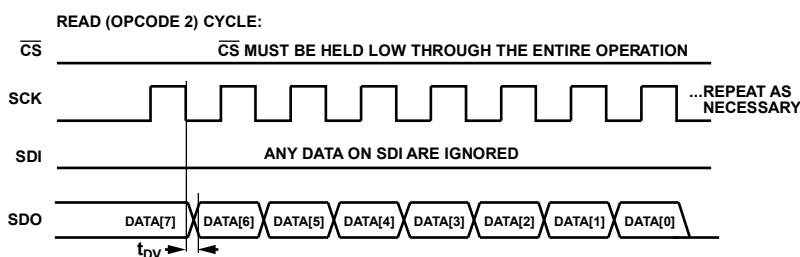 READ (OPCODE 2) CYCLE:
CS CS MUST BE HELD LOW THROUGH THE ENTIRE OPERATION
SCK ...REPEAT AS
NECESSARY
SDI ANY DATA ON SDI ARE IGNORED
SDO DATA[7] DATA[6] DATA[5] DATA[4] DATA[3] DATA[2] DATA[1] DATA[0]
tDV